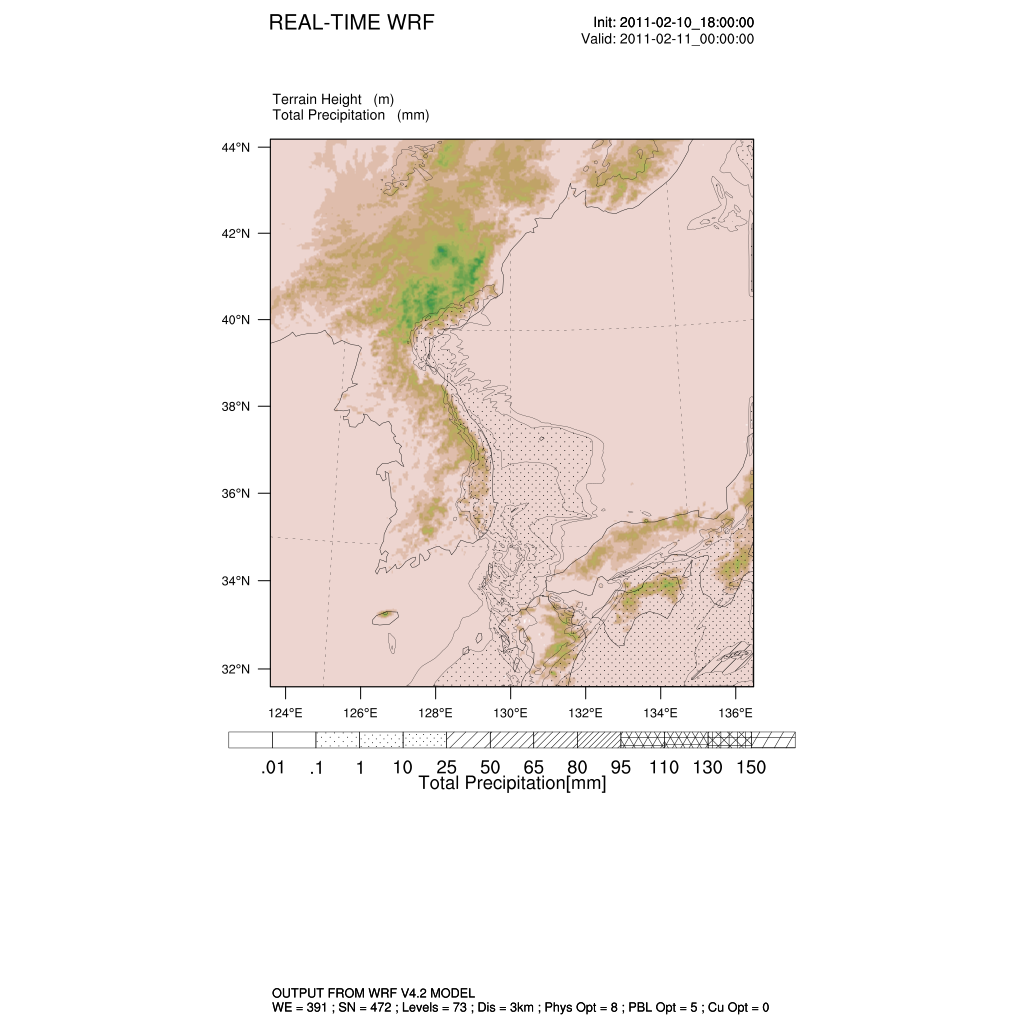 REAL-TIME WRF
Init: 2011-02-10_18:00:00
Valid: 2011-02-11_00:00:00
Terrain Height (m)
Total Precipitation (mm)
44°N
42°N
40°N
38°N
36°N
34°N
32°N
124°E 126°E 128°E 130°E 132°E 134°E 136°E
.01 .1 1 10 25 50 65 80 95 110 130 150
Total Precipitation[mm]
OUTPUT FROM WRF V4.2 MODEL
WE = 391 ; SN = 472 ; Levels = 73 ; Dis = 3km ; Phys Opt = 8 ; PBL Opt = 5 ; Cu Opt = 0